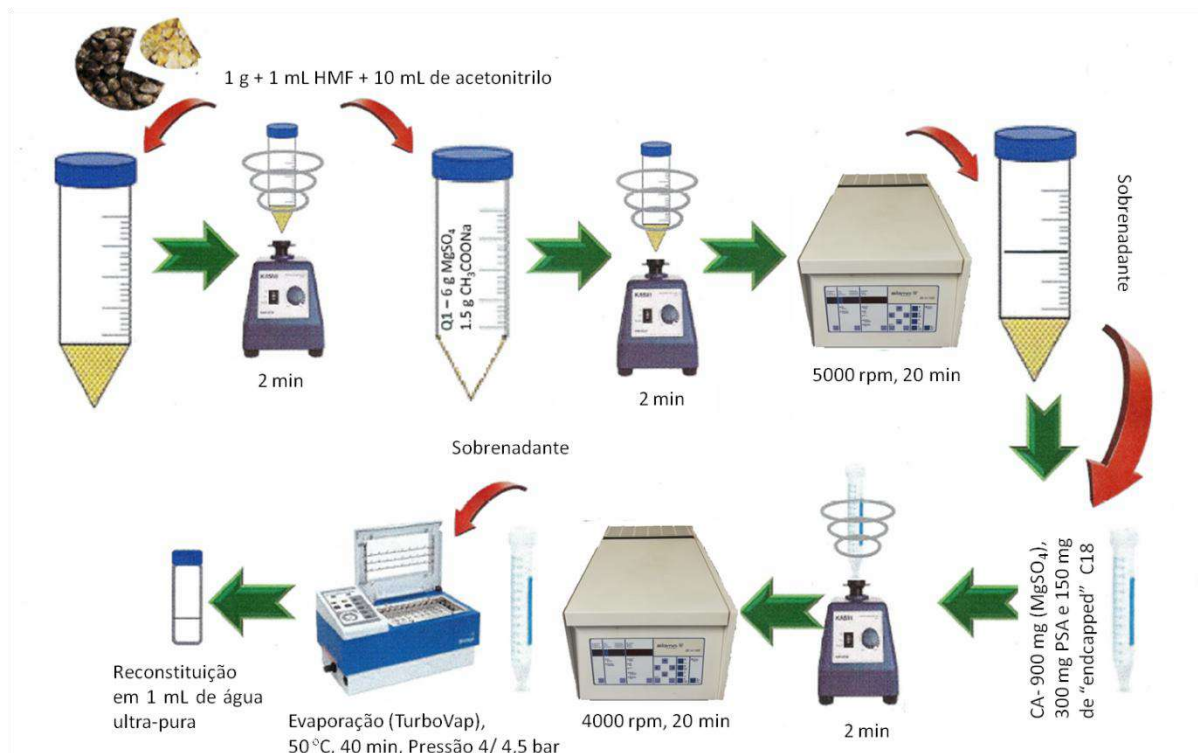 1 g + 1 mL HMF + 10 mL de acetonitrilo
2 min
Q1 – 6 g MgSO₄
1.5 g CH₃COONa
2 min
5000 rpm, 20 min
Sobrenadante
CA- 900 mg (MgSO₄),
300 mg PSA e 150 mg
de “endcapped” C18
2 min
4000 rpm, 20 min
Sobrenadante
Evaporação (TurboVap),
50°C, 40 min, Pressão 4/ 4.5 bar
Reconstituição
em 1 mL de água
ultra-pura